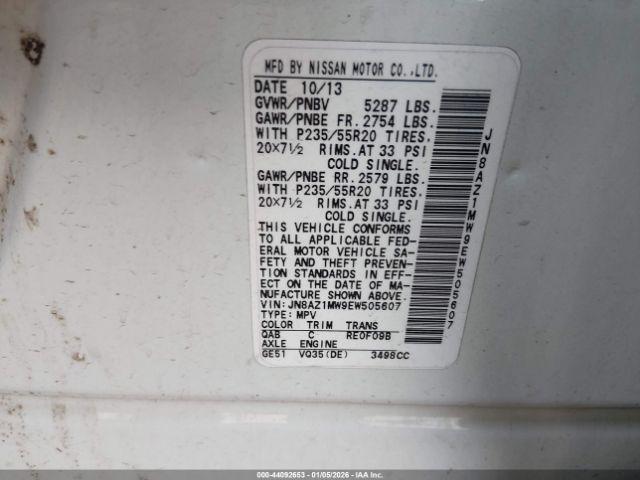 MFD BY NISSAN MOTOR CO.,LTD.
DATE 10/13
GVWR/PNBV 5287 LBS.
GAWR/PNBE FR. 2754 LBS.
WITH P235/55R20 TIRES.
20×7½ RIMS.AT 33 PSI
COLD SINGLE.
GAWR/PNBE RR. 2579 LBS.
WITH P235/55R20 TIRES.
20×7½ RIMS.AT 33 PSI
COLD SINGLE.
THIS VEHICLE CONFORMS
TO ALL APPLICABLE FED-
ERAL MOTOR VEHICLE SA-
FETY AND THEFT PREVEN-
TION STANDARDS IN EFF-
ECT ON THE DATE OF MA-
NUFACTURE SHOWN ABOVE.
VIN: JN8AZ1MW9EW505607
TYPE: MPV
COLOR TRIM TRANS
QAB C RE0F09B
AXLE ENGINE
GE51 VQ35(DE) 3498CC
JN8AZ1MW9EW505607
000-44092653 | 01/05/2026 - IAA Inc.